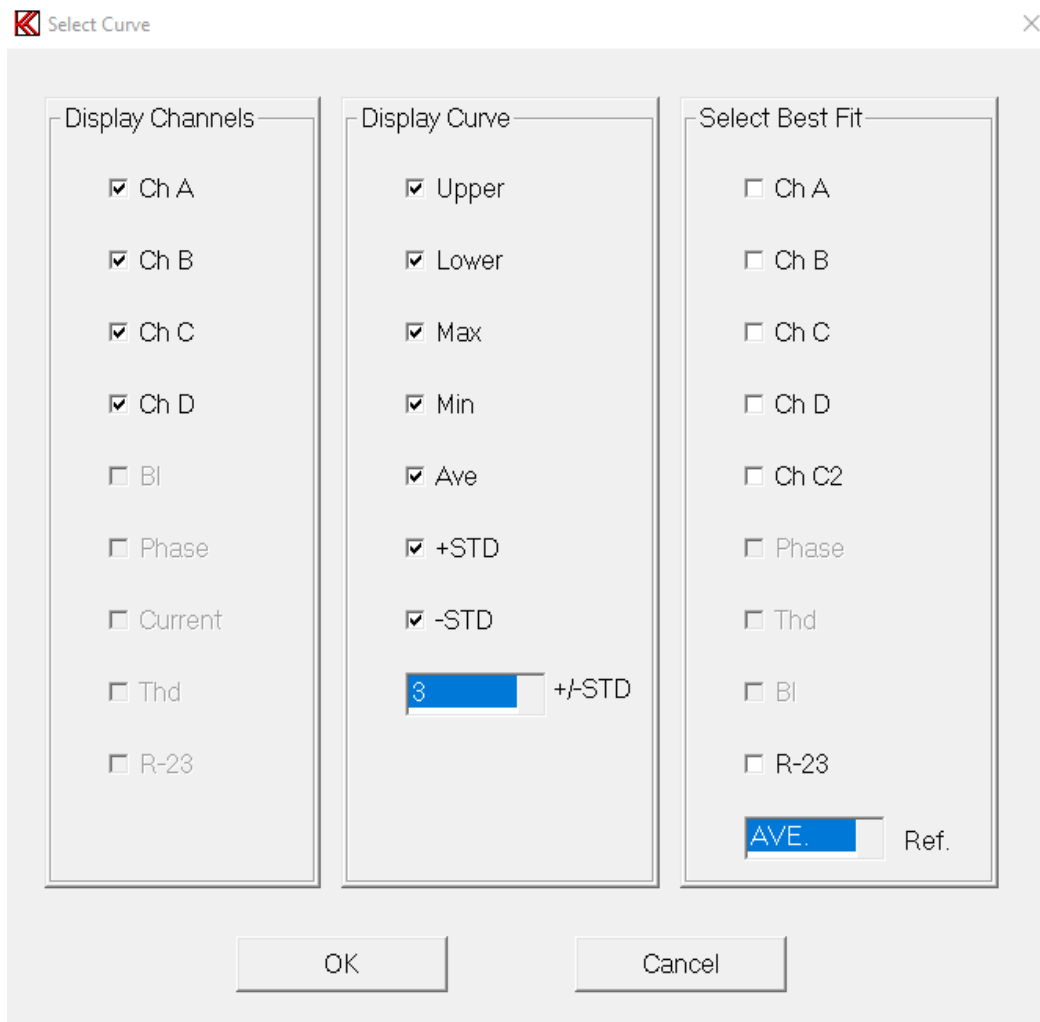 Select Curve
Display Channels
Ch A
Ch B
Ch C
Ch D
Bl
Phase
Current
Thd
R-23
Display Curve
Upper
Lower
Max
Min
Ave
+STD
-STD
3 +/-STD
Select Best Fit
Ch A
Ch B
Ch C
Ch D
Ch C2
Phase
Thd
Bl
R-23
AVE. Ref.
OK
Cancel